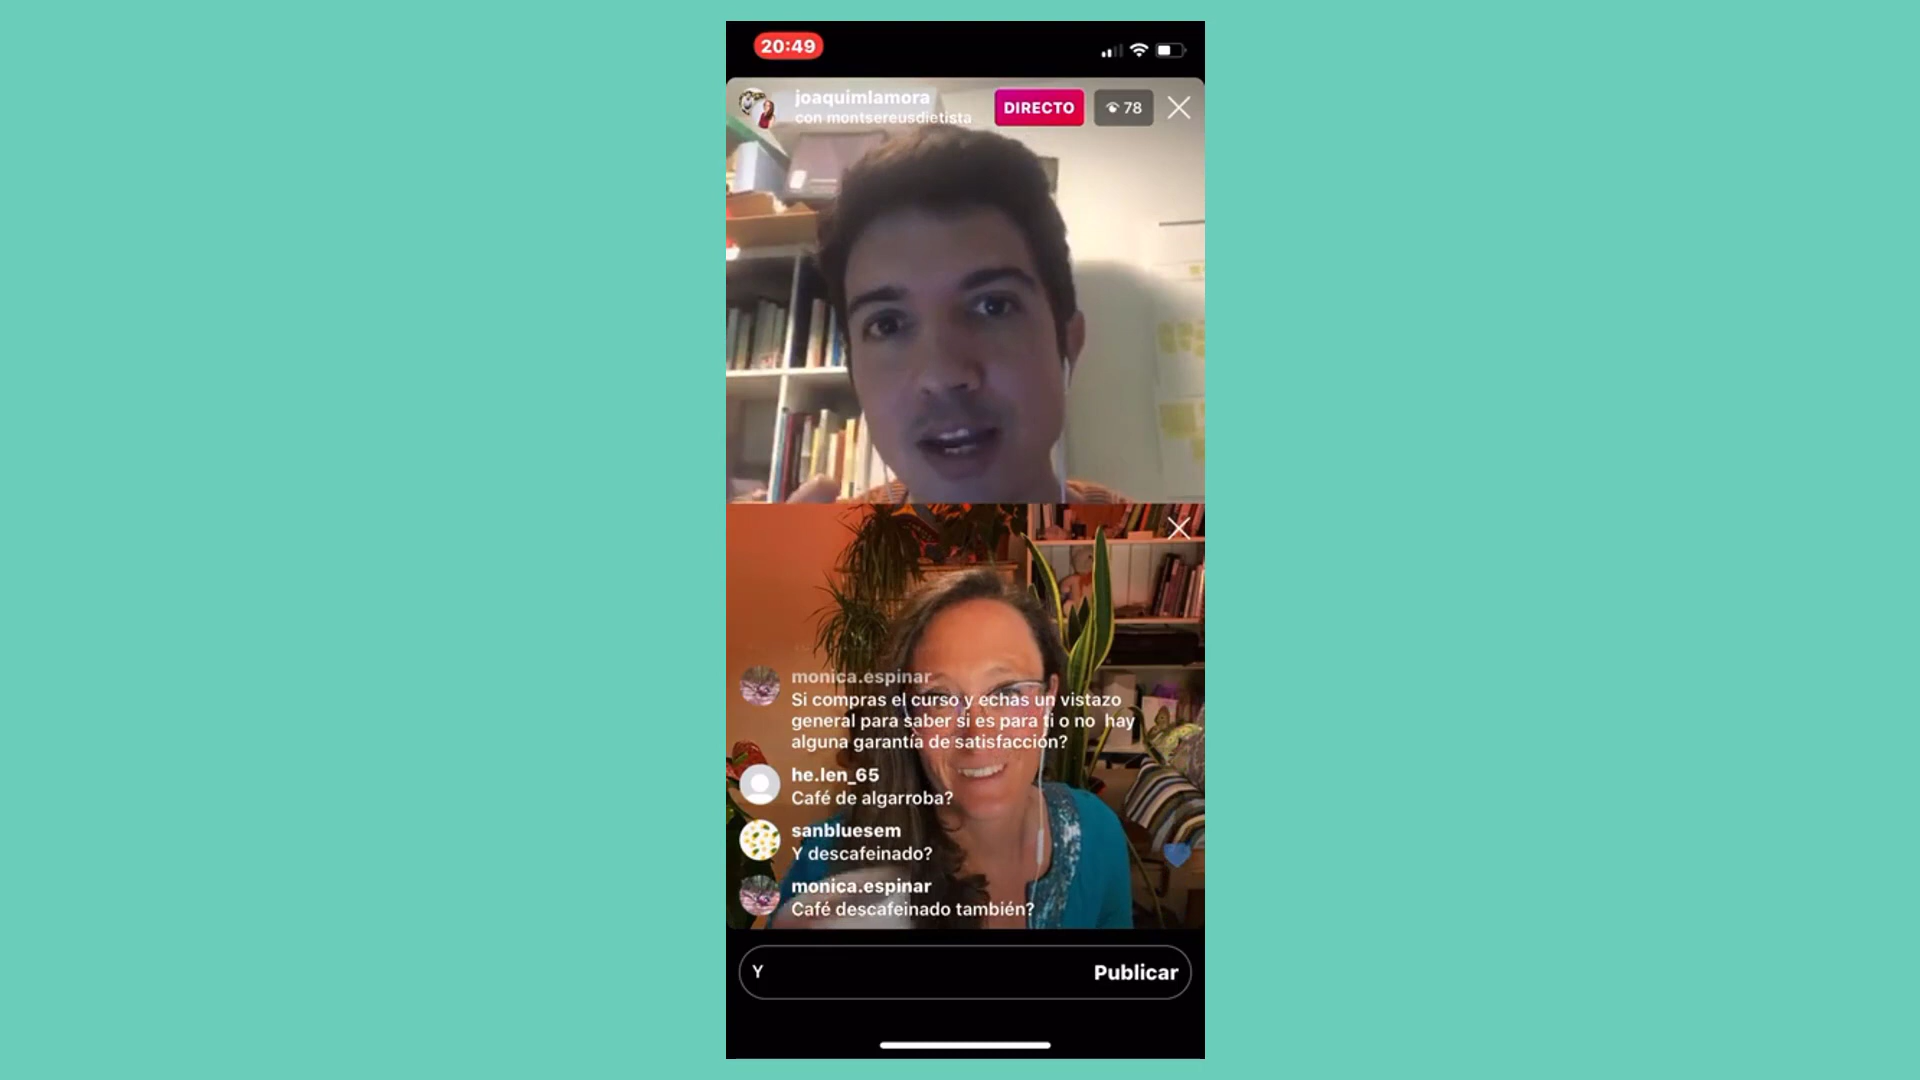 20:49
joaquimlamora
con montsereusdietista
DIRECTO
78
monica.espinar
Si compras el curso y echas un vistazo
general para saber si es para ti o no hay
alguna garantía de satisfacción?
he.len_65
Café de algarroba?
sanbluesem
Y descafeinado?
monica.espinar
Café descafeinado también?
Y
Publicar